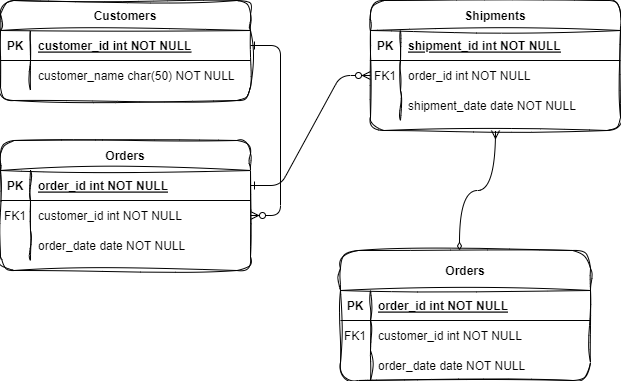 Customers
PK customer_id int NOT NULL
customer_name char(50) NOT NULL
Shipments
PK shipment_id int NOT NULL
FK1 order_id int NOT NULL
shipment_date date NOT NULL
Orders
PK order_id int NOT NULL
FK1 customer_id int NOT NULL
order_date date NOT NULL
Orders
PK order_id int NOT NULL
FK1 customer_id int NOT NULL
order_date date NOT NULL